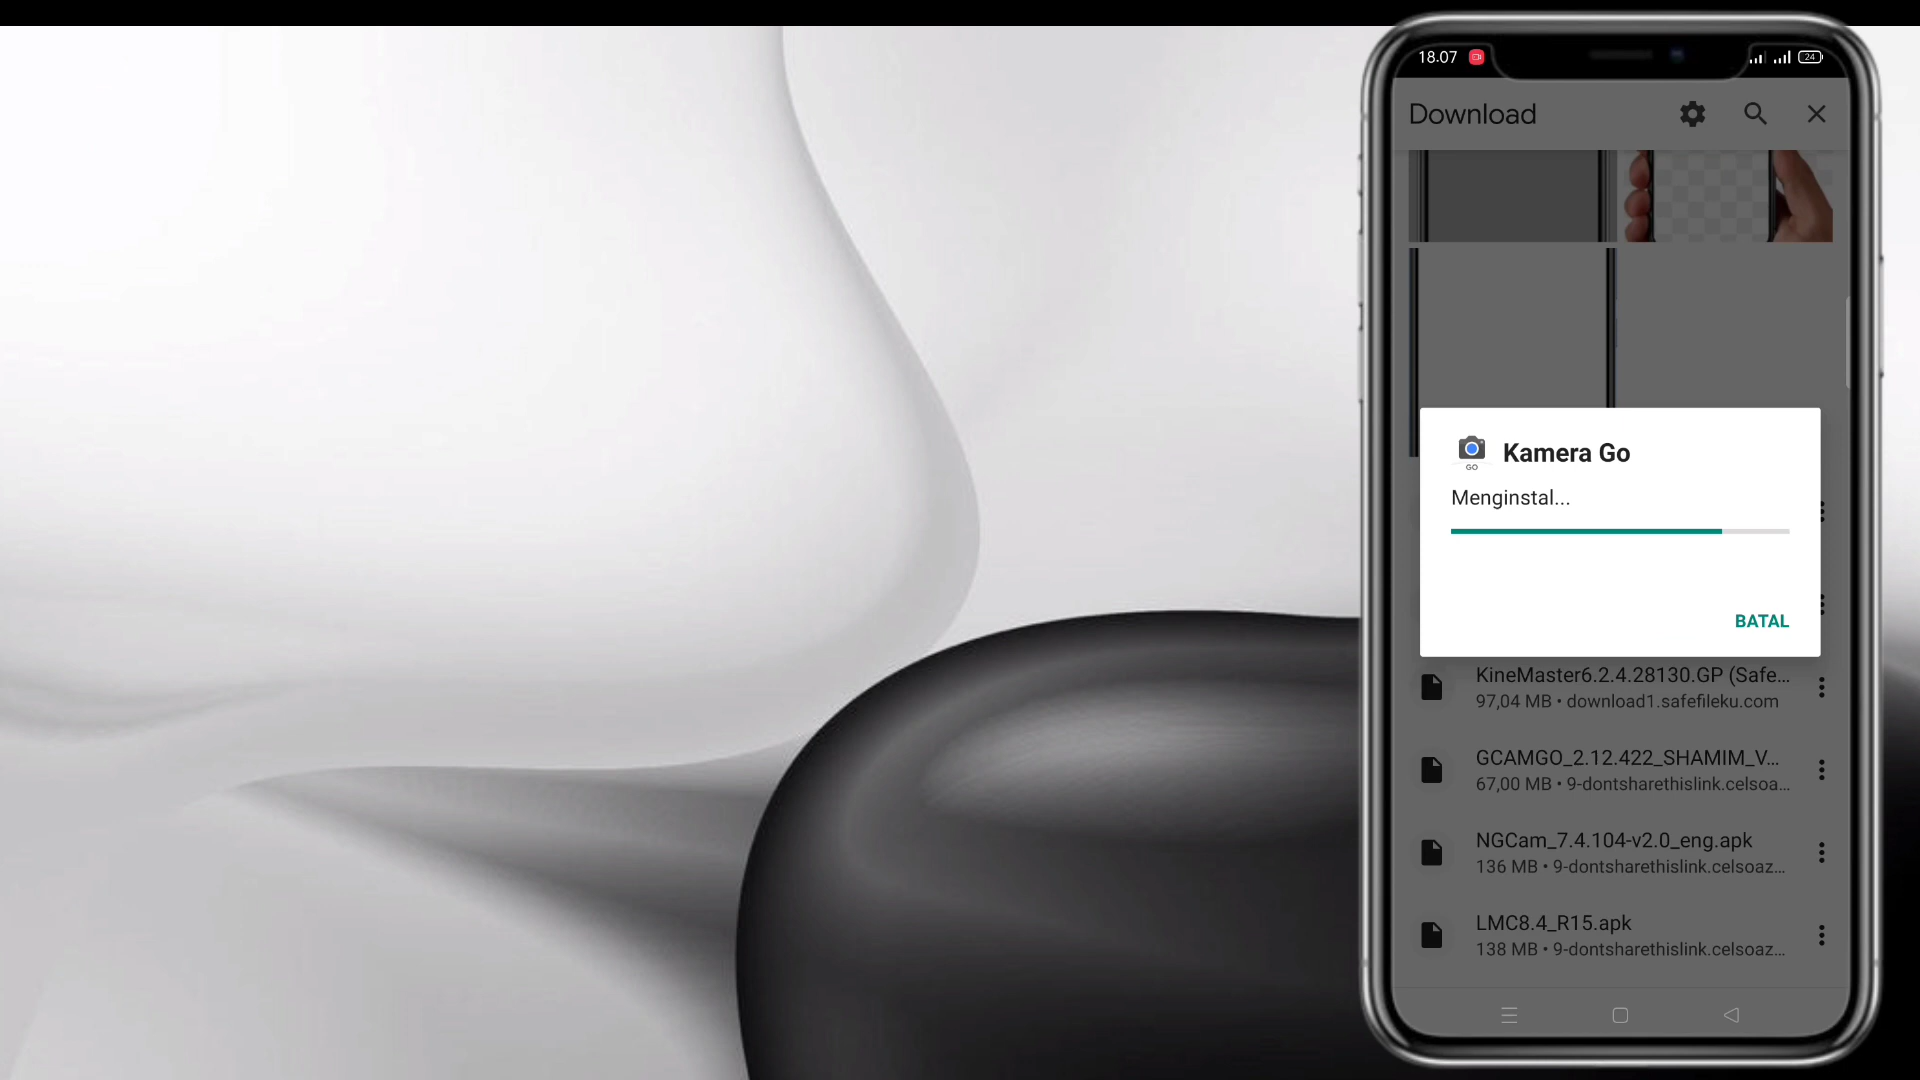 18.07
24
Download
GO
Kamera Go
Menginstal...
BATAL
KineMaster6.2.4.28130.GP (Safe...
97,04 MB • download1.safefileku.com
GCAMGO_2.12.422_SHAMIM_V...
67,00 MB • 9-dontsharethislink.celsoa...
NGCam_7.4.104-v2.0_eng.apk
136 MB • 9-dontsharethislink.celsoaz...
LMC8.4_R15.apk
138 MB • 9-dontsharethislink.celsoaz...